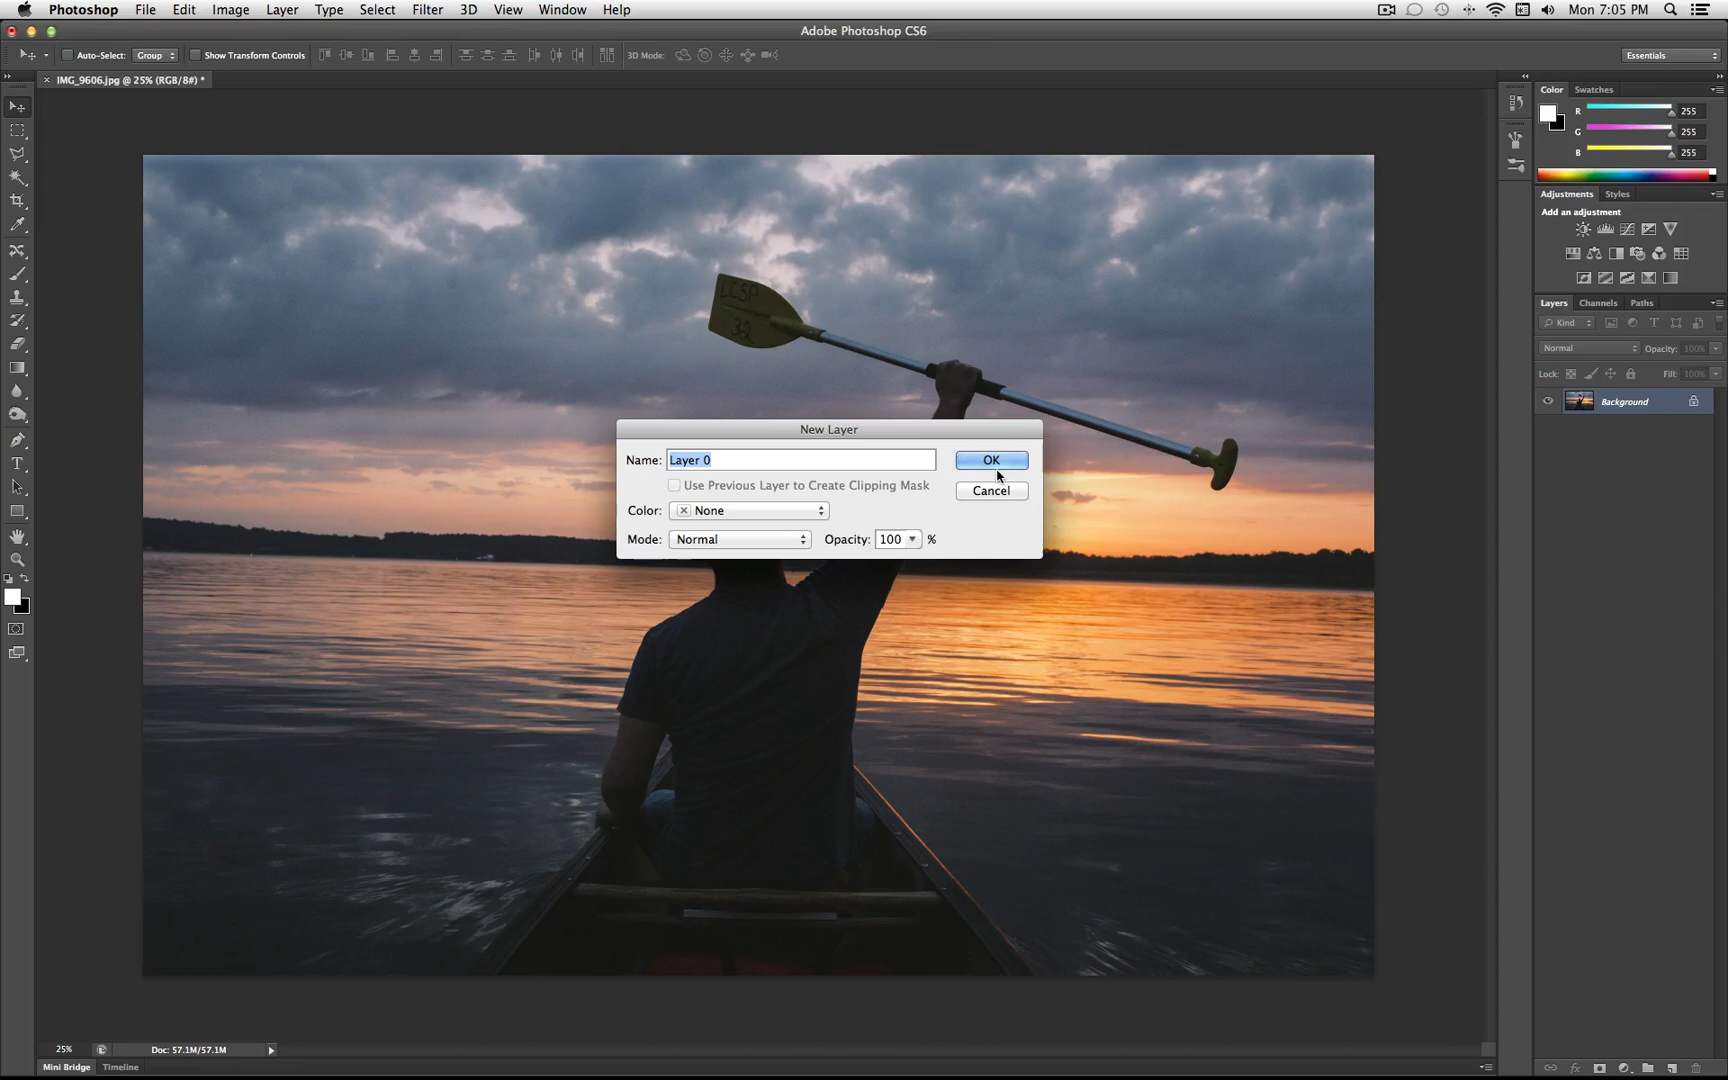 Photoshop File Edit Image Layer Type Select Filter 3D View Window Help Mon 7:05 PM
Adobe Photoshop CS6
Auto-Select: Group Show Transform Controls 3D Mode: Essentials
× IMG_9606.jpg @ 25% (RGB/8#) *
Color Swatches
R 255
G 255
B 255
Adjustments Styles
Add an adjustment
Layers Channels Paths
Kind
Normal Opacity: 100%
Lock: Fill: 100%
Background
LCSP
32
New Layer
Name: Layer 0 OK
Use Previous Layer to Create Clipping Mask Cancel
Color: None
Mode: Normal Opacity: 100 %
25% Doc: 57.1M/57.1M
Mini Bridge Timeline